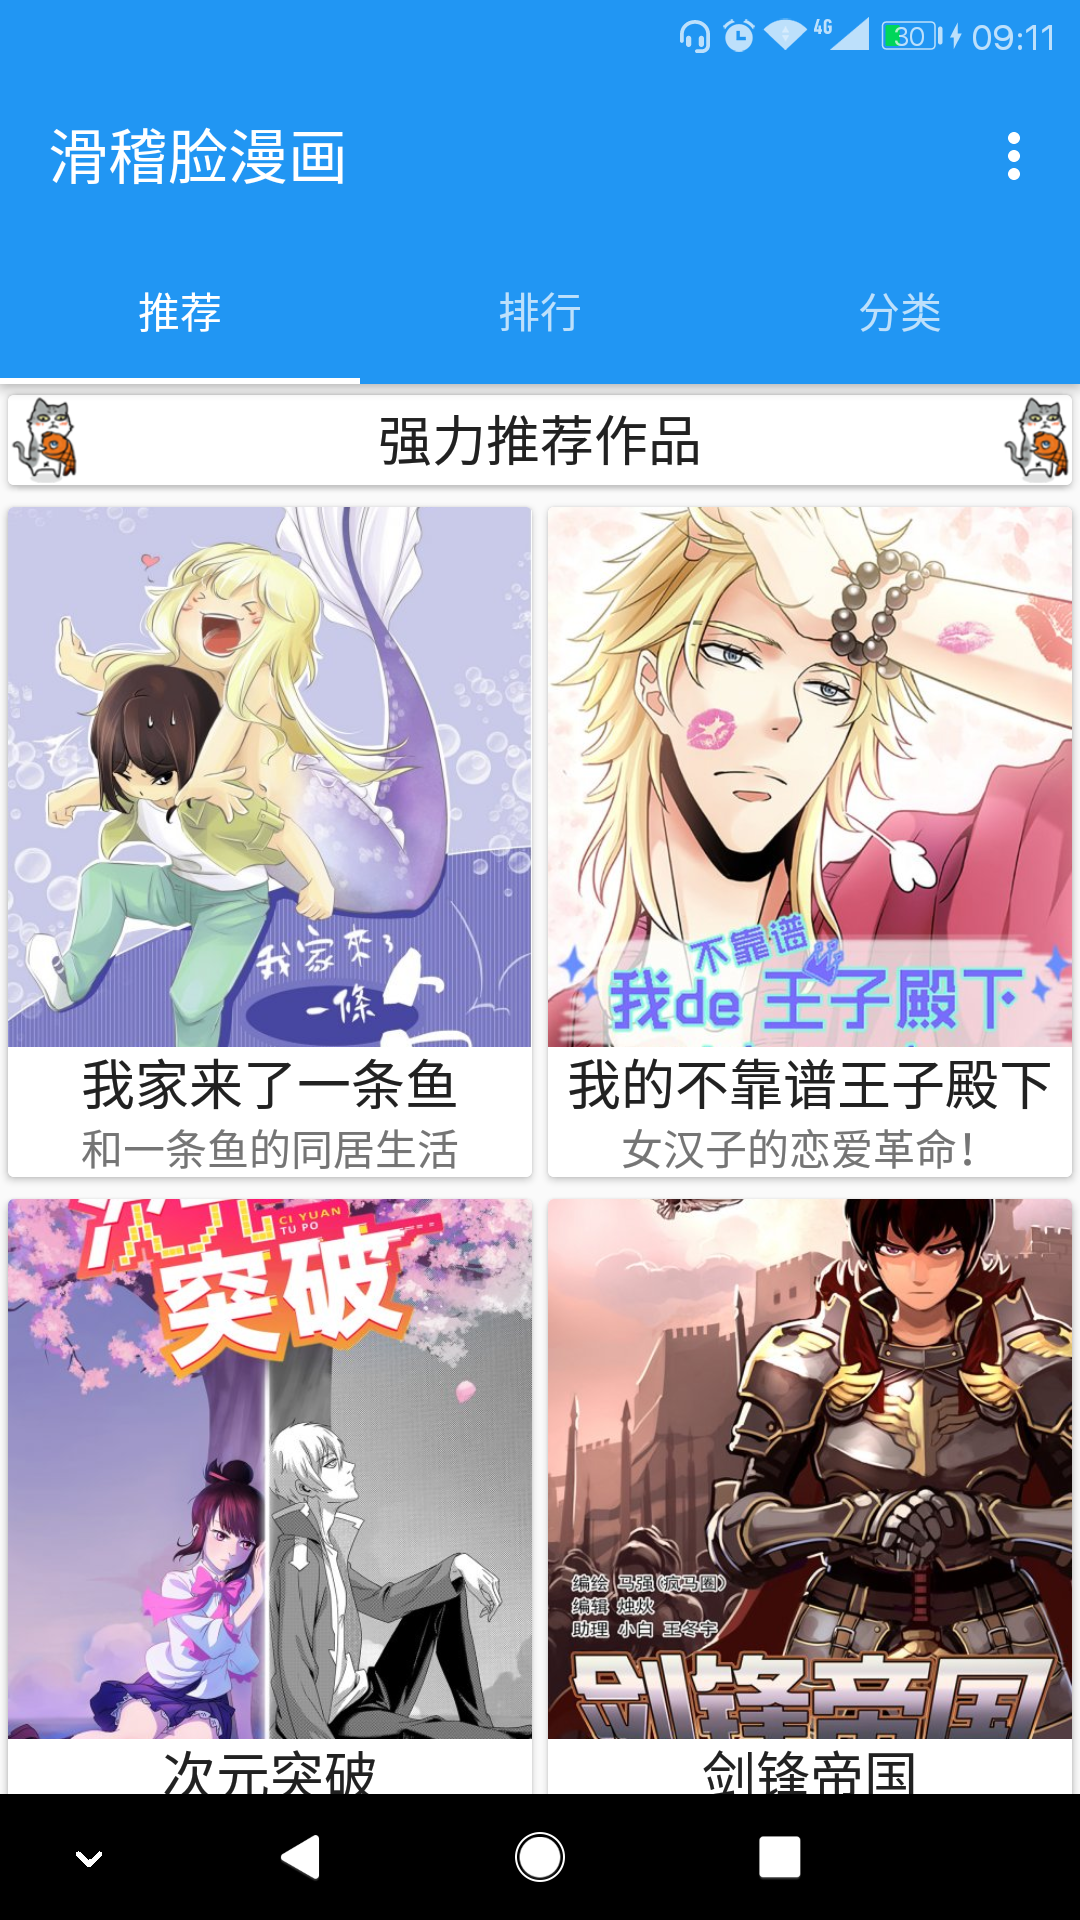 4G 30 09:11
滑稽脸漫画
推荐 排行 分类
强力推荐作品
我家來了
一條
不靠谱
我de王子殿下
我家来了一条鱼 我的不靠谱王子殿下
和一条鱼的同居生活 女汉子的恋爱革命！
次元 CI YUAN
TU PO
突破
编绘 马强(疯马圈)
编辑 烛炏
助理 小白 王冬宇
剑锋帝国
次元突破 剑锋帝国